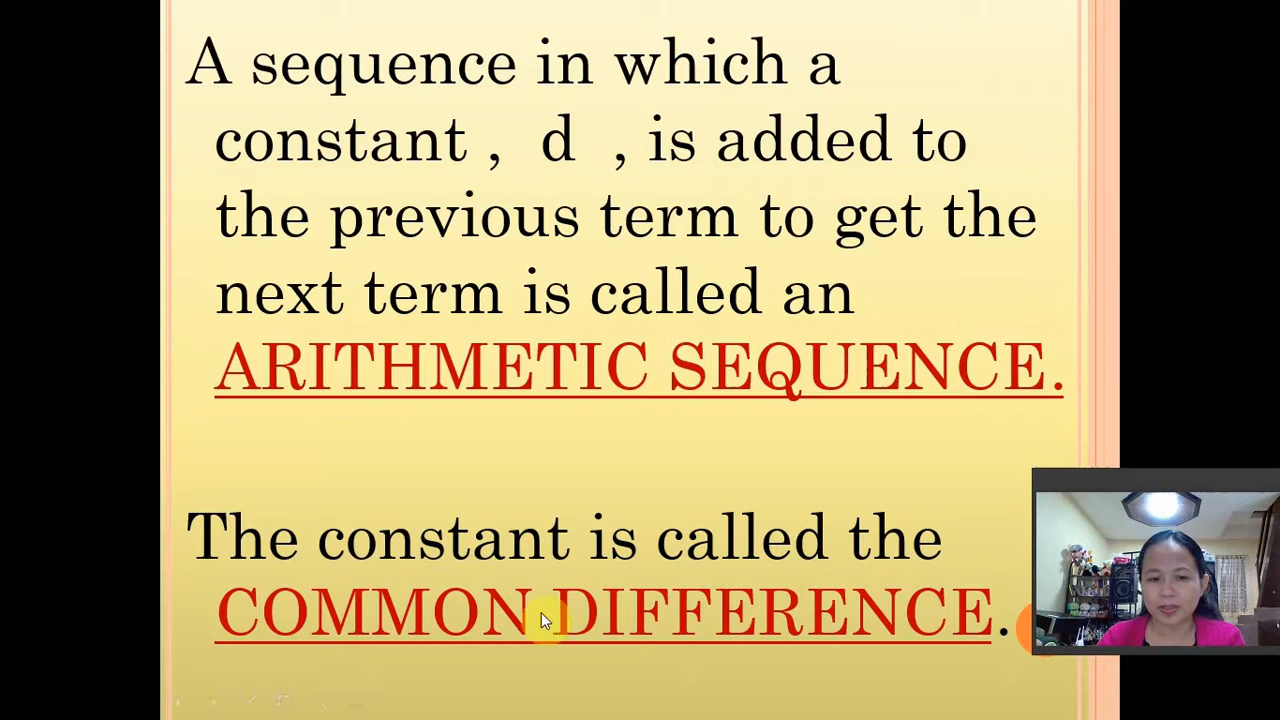 A sequence in which a
constant , d , is added to
the previous term to get the
next term is called an
ARITHMETIC SEQUENCE.
The constant is called the
COMMON DIFFERENCE.